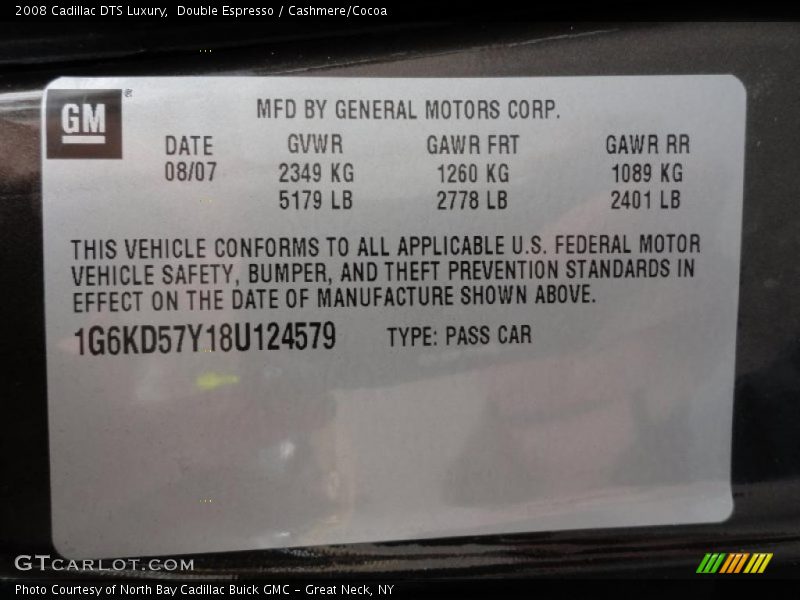 2008 Cadillac DTS Luxury,  Double Espresso / Cashmere/Cocoa
GM ®
MFD BY GENERAL MOTORS CORP.
DATE GVWR GAWR FRT GAWR RR
08/07 2349 KG 1260 KG 1089 KG
5179 LB 2778 LB 2401 LB
THIS VEHICLE CONFORMS TO ALL APPLICABLE U.S. FEDERAL MOTOR
VEHICLE SAFETY, BUMPER, AND THEFT PREVENTION STANDARDS IN
EFFECT ON THE DATE OF MANUFACTURE SHOWN ABOVE.
1G6KD57Y18U124579 TYPE: PASS CAR
GTCARLOT.COM
Photo Courtesy of North Bay Cadillac Buick GMC - Great Neck, NY